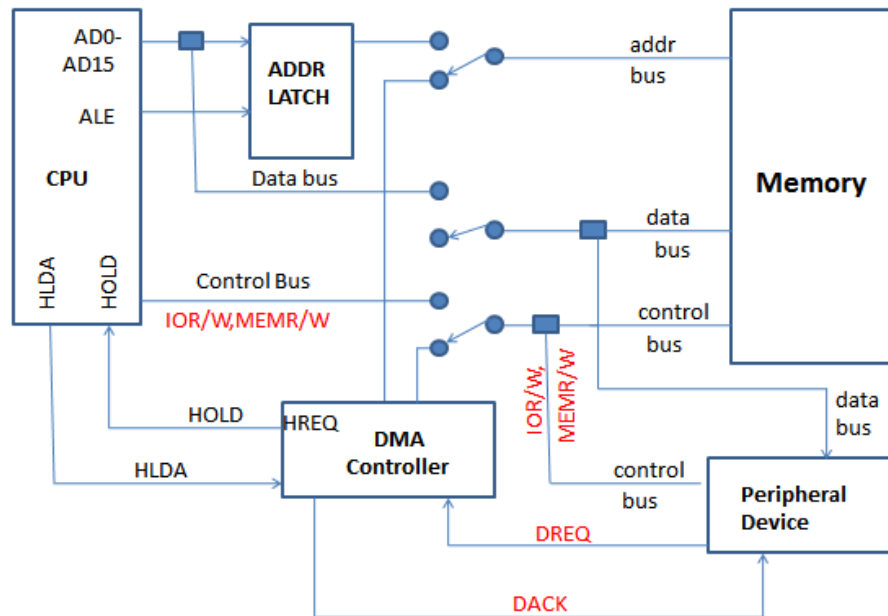 AD0-
AD15
ALE
CPU
HLDA
HOLD
ADDR
LATCH
Data bus
Control Bus
IOR/W,MEMR/W
addr
bus
data
bus
control
bus
Memory
IOR/W,
MEMR/W
data
bus
HOLD
HREQ
DMA
Controller
HLDA
control
bus
Peripheral
Device
DREQ
DACK